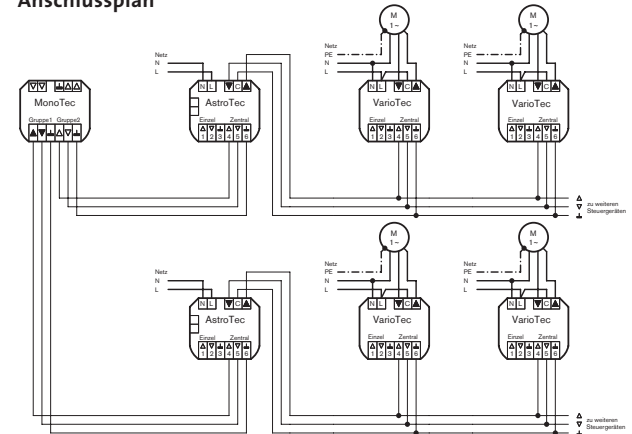 Anschlussplan
M
1~
M
1~
Netz
PE
N
L
Netz
PE
N
L
Netz
N
L
MonoTec
Gruppe1 Gruppe2
N L C
AstroTec
Einzel Zentral
1 2 3 4 5 6
N L C
VarioTec
Einzel Zentral
1 2 3 4 5 6
N L C
VarioTec
Einzel Zentral
1 2 3 4 5 6
zu weiteren
Steuergeräten
M
1~
M
1~
Netz
PE
N
L
Netz
PE
N
L
Netz
N
L
N L C
AstroTec
Einzel Zentral
1 2 3 4 5 6
N L C
VarioTec
Einzel Zentral
1 2 3 4 5 6
N L C
VarioTec
Einzel Zentral
1 2 3 4 5 6
zu weiteren
Steuergeräten